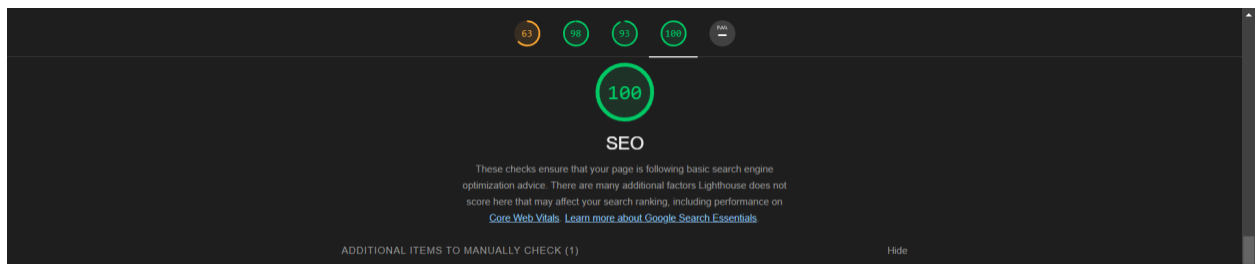 63 98 93 100 PWA
100
SEO
These checks ensure that your page is following basic search engine
optimization advice. There are many additional factors Lighthouse does not
score here that may affect your search ranking, including performance on
Core Web Vitals. Learn more about Google Search Essentials.
ADDITIONAL ITEMS TO MANUALLY CHECK (1) Hide